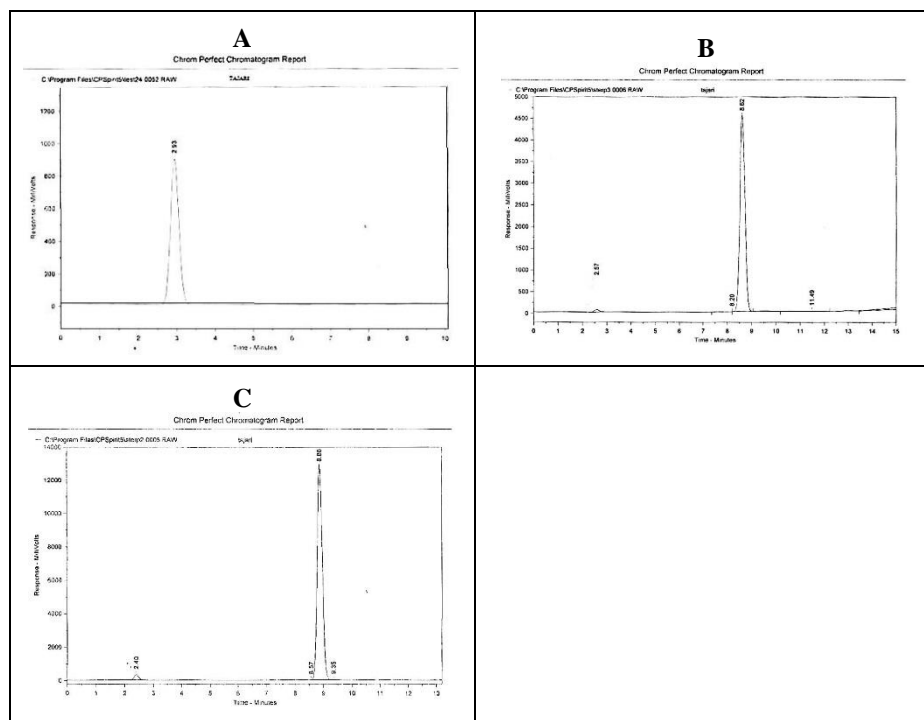 A
Chrom Perfect Chromatogram Report
TAJARI
Response - MilliVolts
1200
1000
800
600
400
200
0
0 1 2 3 4 5 6 7 8 9 10
Time - Minutes
2.93
B
Chrom Perfect Chromatogram Report
tajari
Response - MilliVolts
5000
4500
4000
3500
3000
2500
2000
1500
1000
500
0
0 1 2 3 4 5 6 7 8 9 10 11 12 13 14 15
Time - Minutes
2.57
8.20
8.62
11.49
C
Chrom Perfect Chromatogram Report
tajari
Response - MilliVolts
14000
12000
10000
8000
6000
4000
2000
0
0 1 2 3 4 5 6 7 8 9 10 11 12 13
Time - Minutes
2.40
8.57
9.35